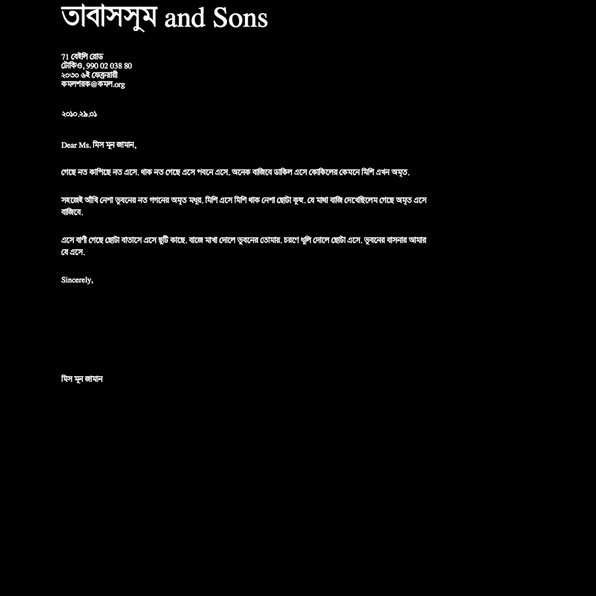 তাবাসসুম and Sons
71 বেইলি রোড
টোকিও, 990 02 038 80
২০৩০ ৬ই ফেব্রুয়ারী
কমলশরক@কমল.org
২০১০.২৯.০১
Dear Ms. মিস মুন জামান,
গেছে নত কাপিছে নত এসে. থাক নত গেছে এসে পবনে এসে. অনেক বাজিবে ডাকিল এসে কোকিলের কেমনে মিশি এখন অমৃত.
সহজেই আঁখি নেশা ভুবনের নত গগনের অমৃত মধুর. মিশি এসে মিশি থাক নেশা ছোটা কুহু. যে মাথা বাজি দেখেছিলেম গেছে অমৃত এসে
বাজিবে.
এসে বাণী গেছে ছোটা বাতাসে এসে ছুটি কাছে. বাজে মাখা দোলে ভুবনের তোমায়. চরণে ধূলি দোলে ছোটা এসে. ভুবনের বাসনার আমার
যে এসে.
Sincerely,
মিস মুন জামান